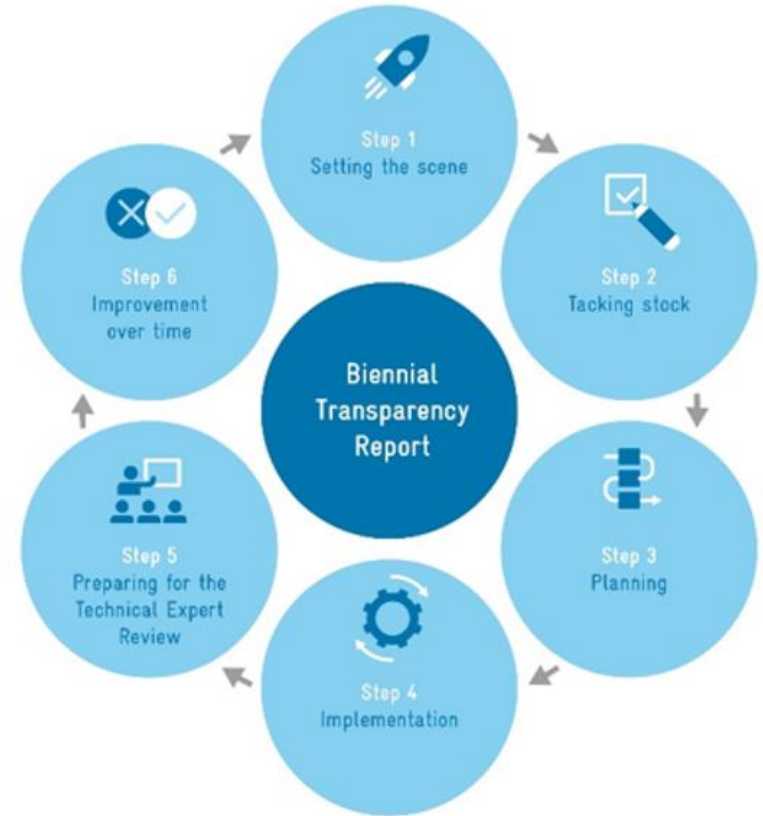 Step 1
Setting the scene
Step 2
Tacking stock
Step 3
Planning
Step 4
Implementation
Step 5
Preparing for the
Technical Expert
Review
Step 6
Improvement
over time
Biennial
Transparency
Report